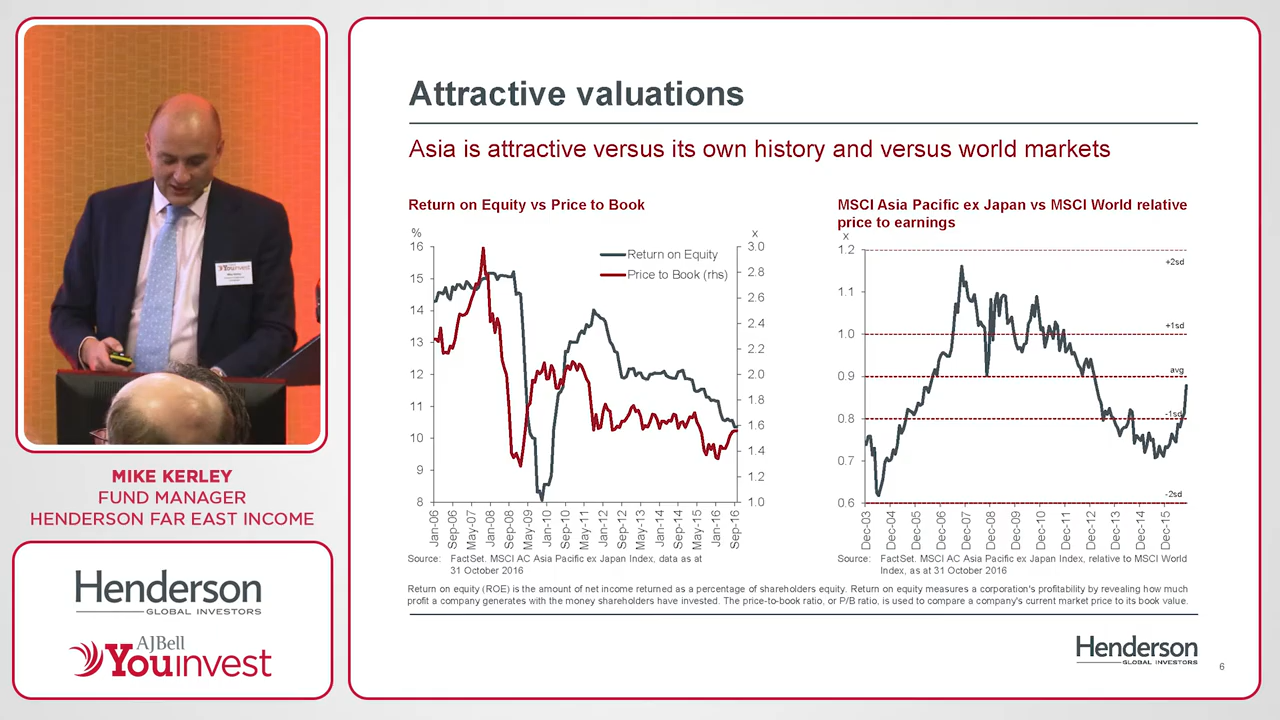 MIKE KERLEY
FUND MANAGER
HENDERSON FAR EAST INCOME
Henderson
GLOBAL INVESTORS
AJBell
Youinvest
Youinvest
Attractive valuations
Asia is attractive versus its own history and versus world markets
Return on Equity vs Price to Book
%
x
16
15
14
13
12
11
10
9
8
3.0
2.8
2.6
2.4
2.2
2.0
1.8
1.6
1.4
1.2
1.0
Return on Equity
Price to Book (rhs)
Jan-06
Sep-06
May-07
Jan-08
Sep-08
May-09
Jan-10
Sep-10
May-11
Jan-12
Sep-12
May-13
Jan-14
Sep-14
May-15
Jan-16
Sep-16
Source: FactSet. MSCI AC Asia Pacific ex Japan Index, data as at
31 October 2016
MSCI Asia Pacific ex Japan vs MSCI World relative
price to earnings
x
1.2
1.1
1.0
0.9
0.8
0.7
0.6
+2sd
+1sd
avg
-1sd
-2sd
Dec-03
Dec-04
Dec-05
Dec-06
Dec-07
Dec-08
Dec-09
Dec-10
Dec-11
Dec-12
Dec-13
Dec-14
Dec-15
Source: FactSet. MSCI AC Asia Pacific ex Japan Index, relative to MSCI World
Index, as at 31 October 2016
Return on equity (ROE) is the amount of net income returned as a percentage of shareholders equity. Return on equity measures a corporation's profitability by revealing how much
profit a company generates with the money shareholders have invested. The price-to-book ratio, or P/B ratio, is used to compare a company's current market price to its book value.
Henderson
GLOBAL INVESTORS
6